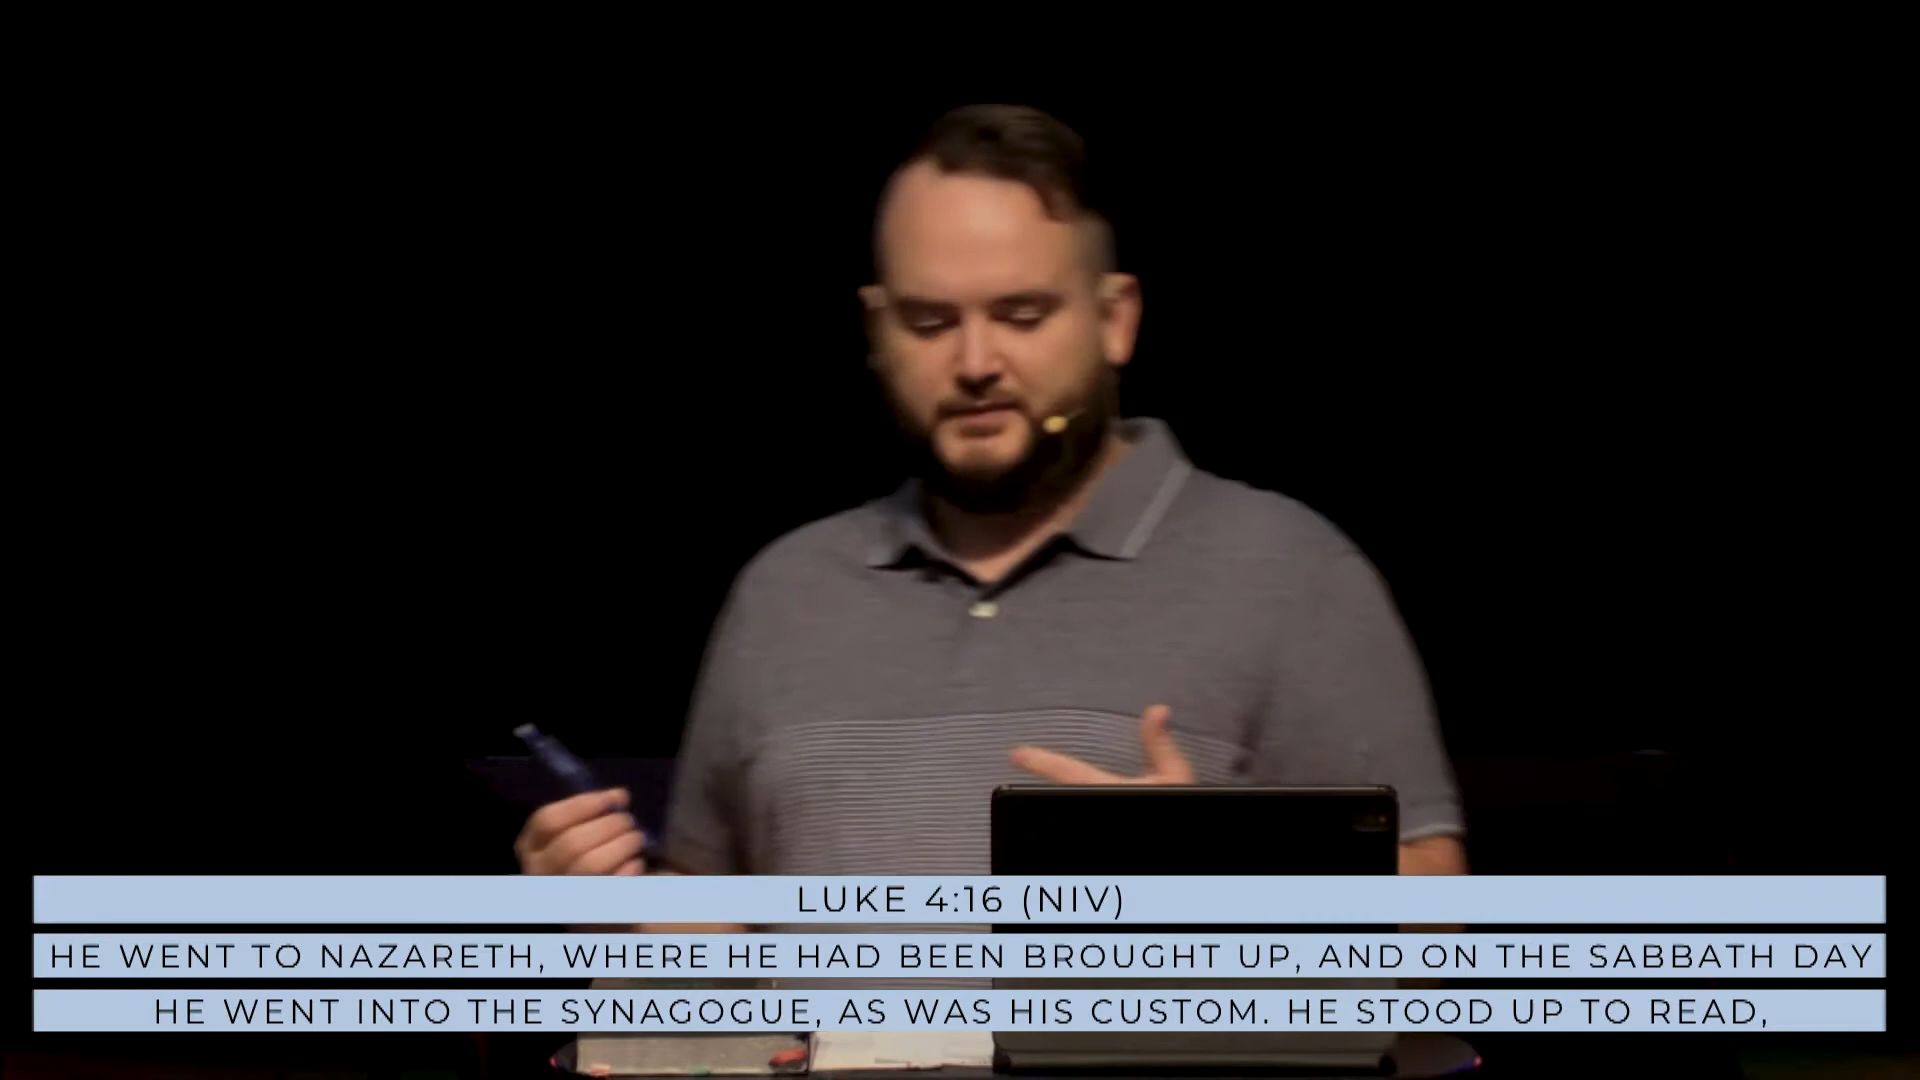 LUKE 4:16 (NIV)
HE WENT TO NAZARETH, WHERE HE HAD BEEN BROUGHT UP, AND ON THE SABBATH DAY
HE WENT INTO THE SYNAGOGUE, AS WAS HIS CUSTOM. HE STOOD UP TO READ,